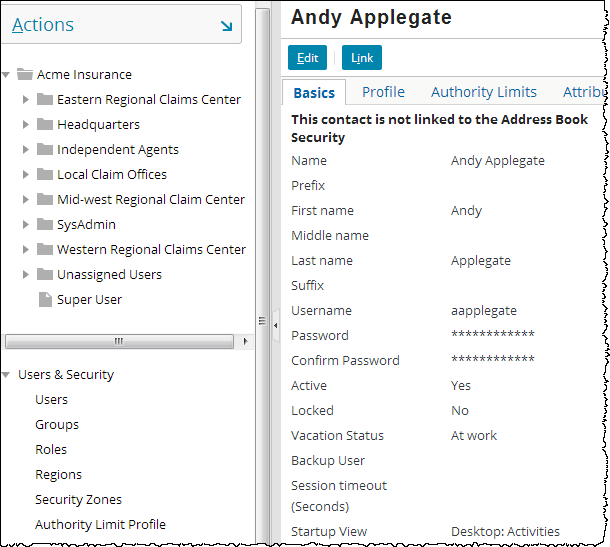 Actions
Acme Insurance
Eastern Regional Claims Center
Headquarters
Independent Agents
Local Claim Offices
Mid-west Regional Claim Center
SysAdmin
Western Regional Claims Center
Unassigned Users
Super User
Users & Security
Users
Groups
Roles
Regions
Security Zones
Authority Limit Profile
Andy Applegate
Edit Link
Basics Profile Authority Limits Attribu
This contact is not linked to the Address Book
Security
Name Andy Applegate
Prefix
First name Andy
Middle name
Last name Applegate
Suffix
Username aapplegate
Password ************
Confirm Password ************
Active Yes
Locked No
Vacation Status At work
Backup User
Session timeout
(Seconds)
Startup View Desktop: Activities